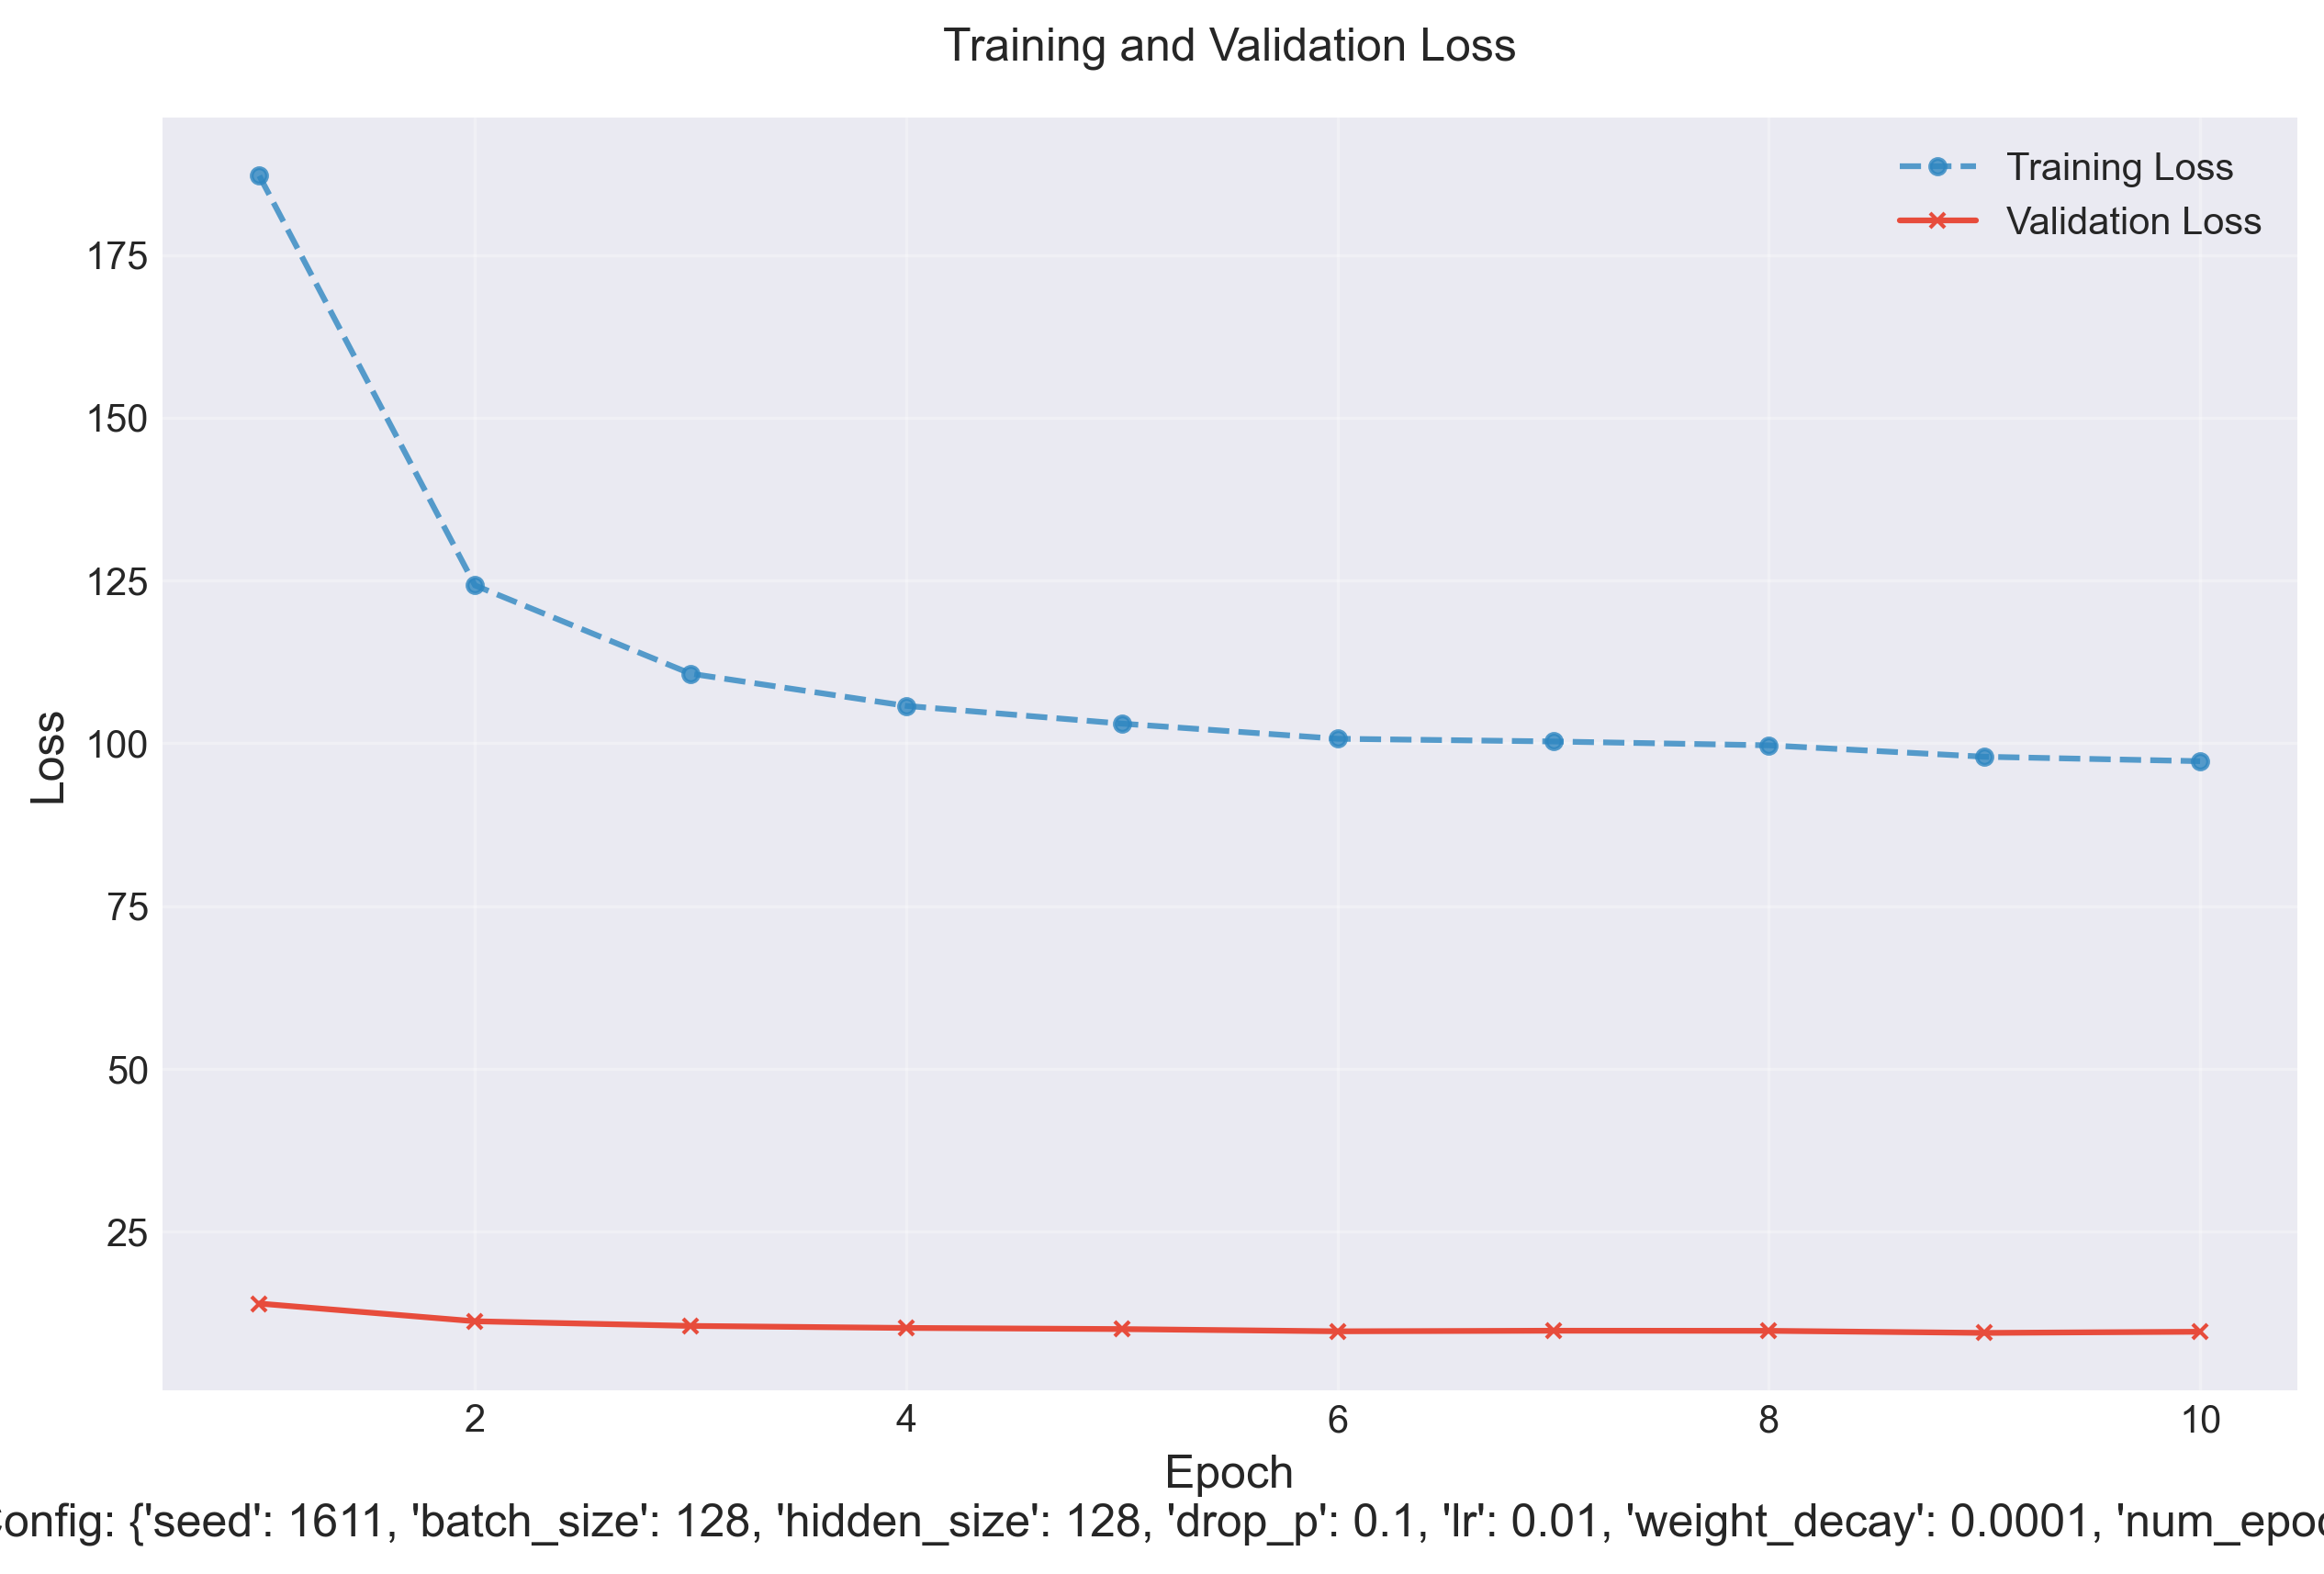 Training and Validation Loss
Training Loss
Validation Loss
175
150
125
100
75
50
25
Loss
2 4 6 8 10
Epoch
onfig: {'seed': 1611, 'batch_size': 128, 'hidden_size': 128, 'drop_p': 0.1, 'lr': 0.01, 'weight_decay': 0.0001, 'num_epo